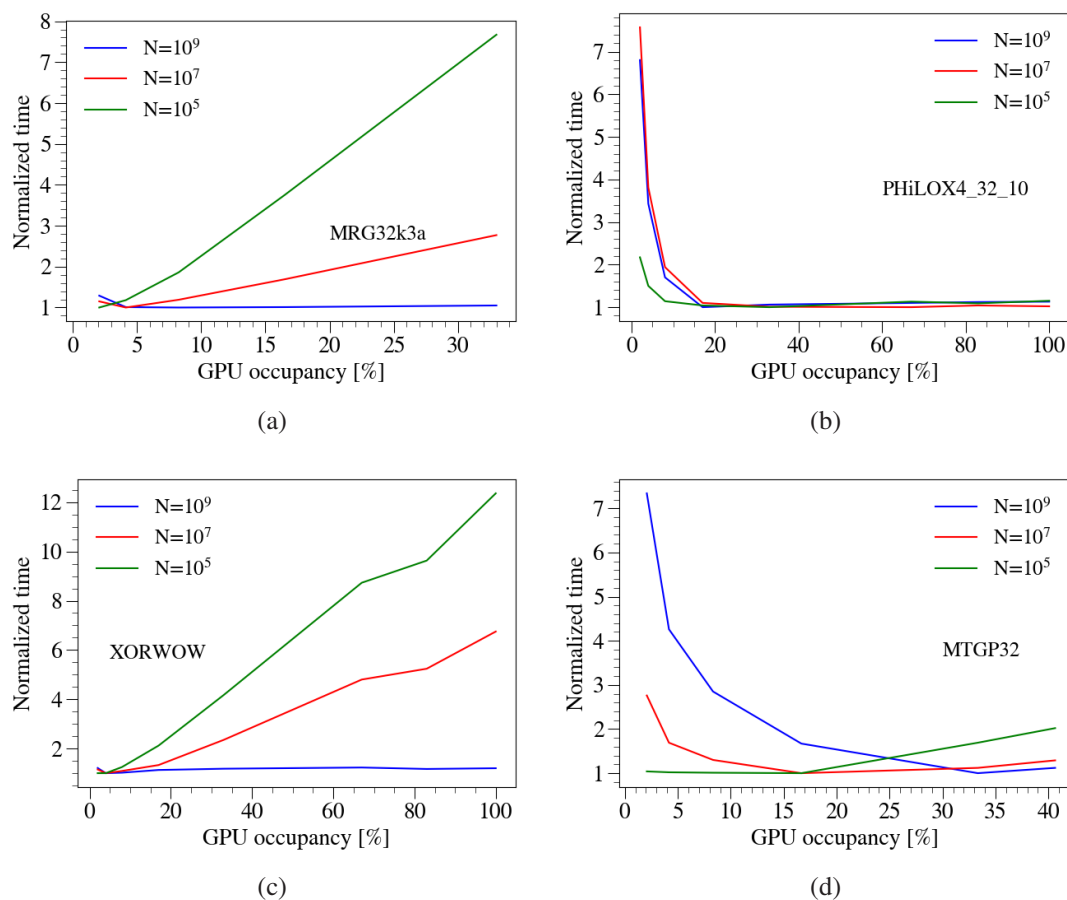 8
7
6
5
4
3
2
1
Normalized time
N=10⁹
N=10⁷
N=10⁵
MRG32k3a
0 5 10 15 20 25 30
GPU occupancy [%]
(a)
7
6
5
4
3
2
1
Normalized time
N=10⁹
N=10⁷
N=10⁵
PHiLOX4_32_10
0 20 40 60 80 100
GPU occupancy [%]
(b)
12
10
8
6
4
2
Normalized time
N=10⁹
N=10⁷
N=10⁵
XORWOW
0 20 40 60 80 100
GPU occupancy [%]
(c)
7
6
5
4
3
2
1
Normalized time
N=10⁹
N=10⁷
N=10⁵
MTGP32
0 5 10 15 20 25 30 35 40
GPU occupancy [%]
(d)